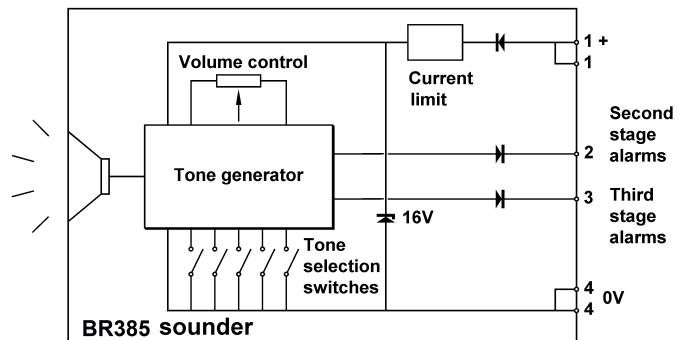 1 +
Volume control
1
Current
limit
Second
stage
alarms
2
Tone generator
3
Third
stage
alarms
16V
Tone
selection
switches
4
0V
4
BR385 sounder